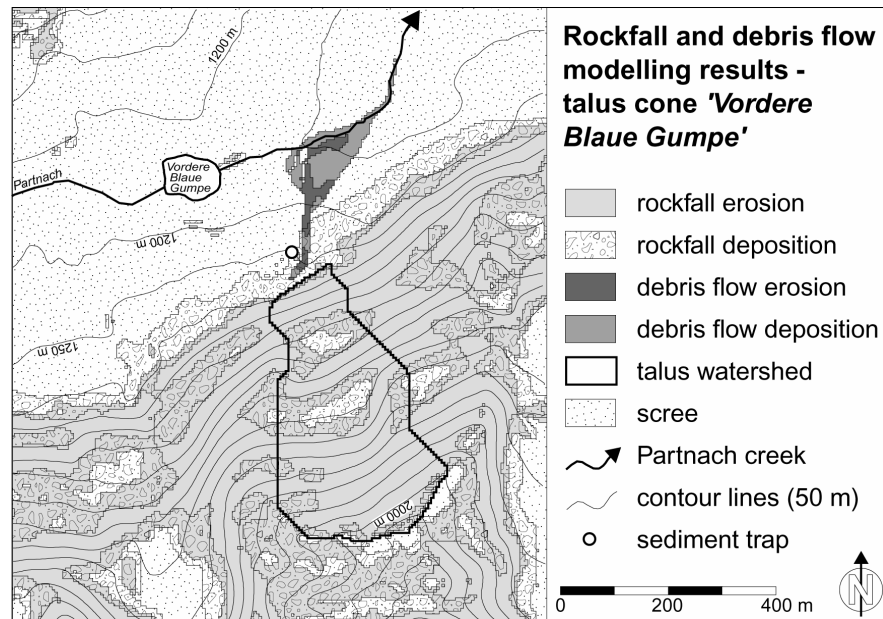 Rockfall and debris flow
modelling results -
talus cone 'Vordere
Blaue Gumpe'
rockfall erosion
rockfall deposition
debris flow erosion
debris flow deposition
talus watershed
scree
Partnach creek
contour lines (50 m)
sediment trap
0 200 400 m
N
1200 m
Vordere
Blaue
Gumpe
Partnach
1200 m
1250 m
2000 m